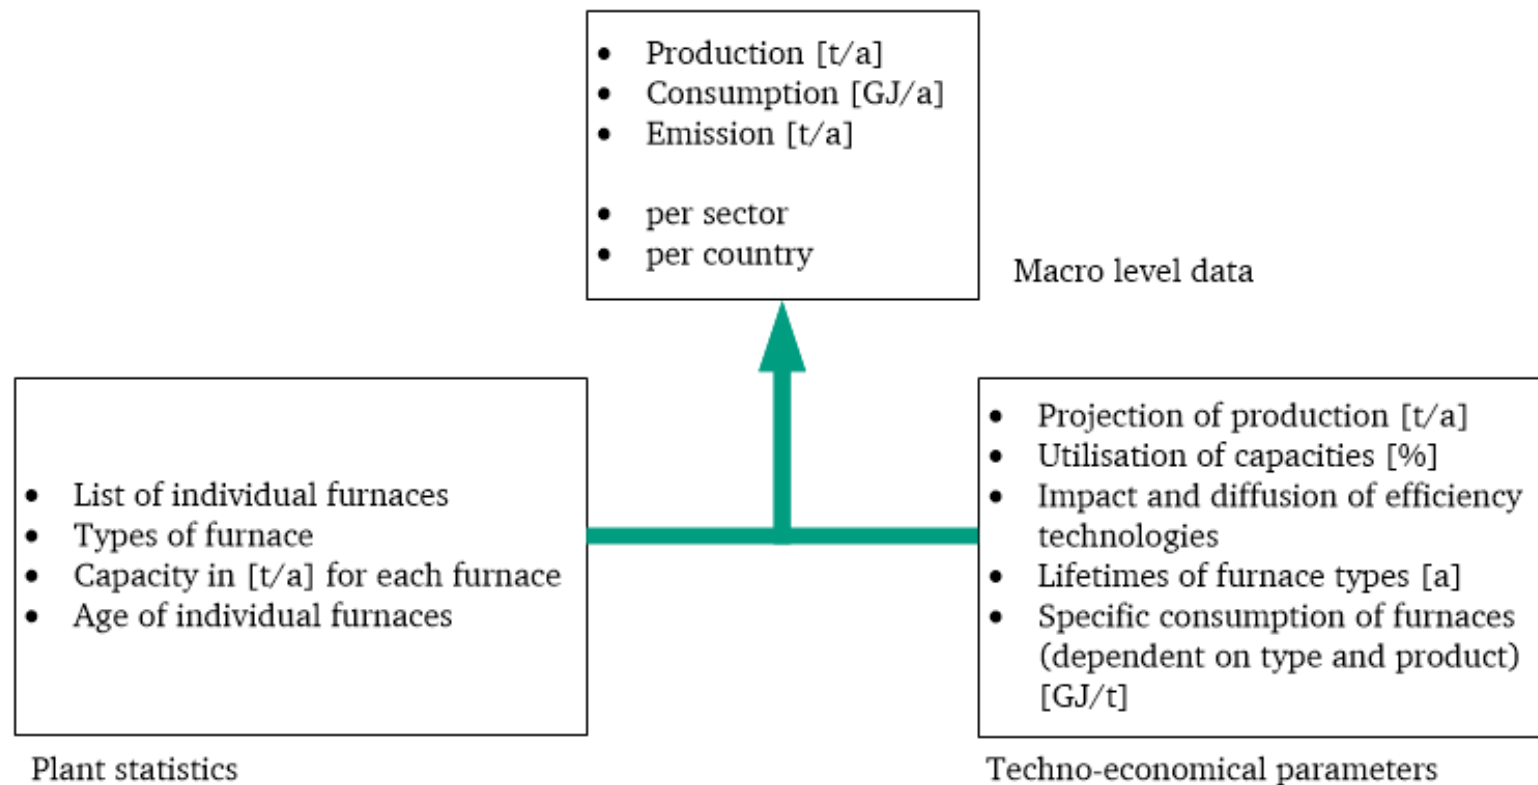 • Production [t/a]
• Consumption [GJ/a]
• Emission [t/a]
• per sector
• per country
Macro level data
• List of individual furnaces
• Types of furnace
• Capacity in [t/a] for each furnace
• Age of individual furnaces
Plant statistics
• Projection of production [t/a]
• Utilisation of capacities [%]
• Impact and diffusion of efficiency
technologies
• Lifetimes of furnace types [a]
• Specific consumption of furnaces
(dependent on type and product)
[GJ/t]
Techno-economical parameters